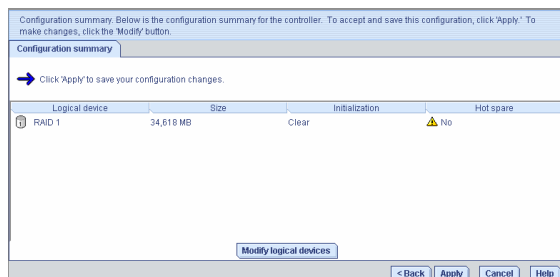 Configuration summary. Below is the configuration summary for the controller. To accept and save this configuration, click 'Apply.' To
make changes, click the 'Modify' button.
Configuration summary
Click 'Apply' to save your configuration changes.
Logical device Size Initialization Hot spare
1 RAID 1 34,618 MB Clear No
Modify logical devices
< Back Apply Cancel Help